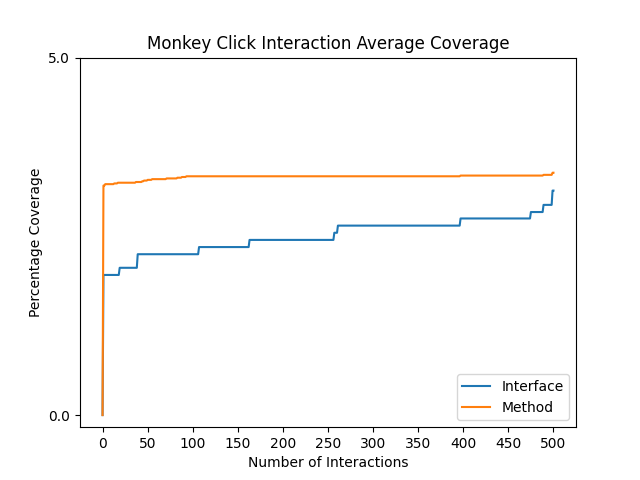 Monkey Click Interaction Average Coverage
5.0
Percentage Coverage
0.0
Interface
Method
0 50 100 150 200 250 300 350 400 450 500
Number of Interactions